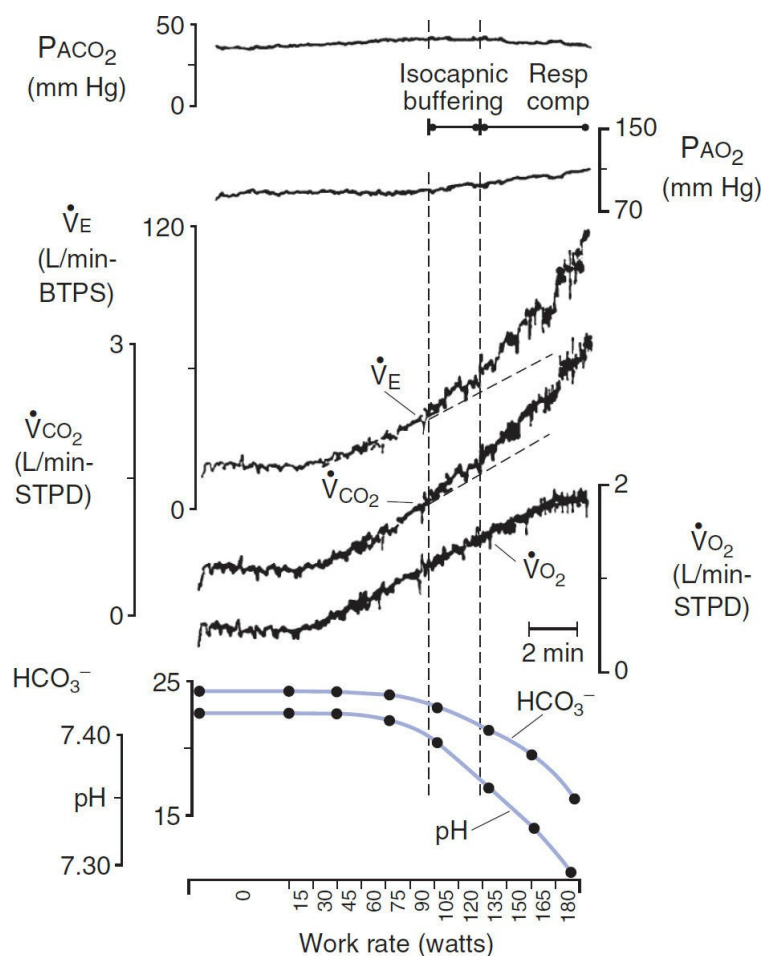 50
PACO2
(mm Hg)
0
Isocapnic
buffering
Resp
comp
150
PAO2
(mm Hg)
70
V̇E
(L/min-
BTPS)
120
0
3
V̇CO2
(L/min-
STPD)
0
V̇E
V̇CO2
V̇O2
2
1
0
V̇O2
(L/min-
STPD)
2 min
HCO3−
25
15
7.40
pH
7.30
HCO3−
pH
0 15 30 45 60 75 90 105 120 135 150 165 180
Work rate (watts)